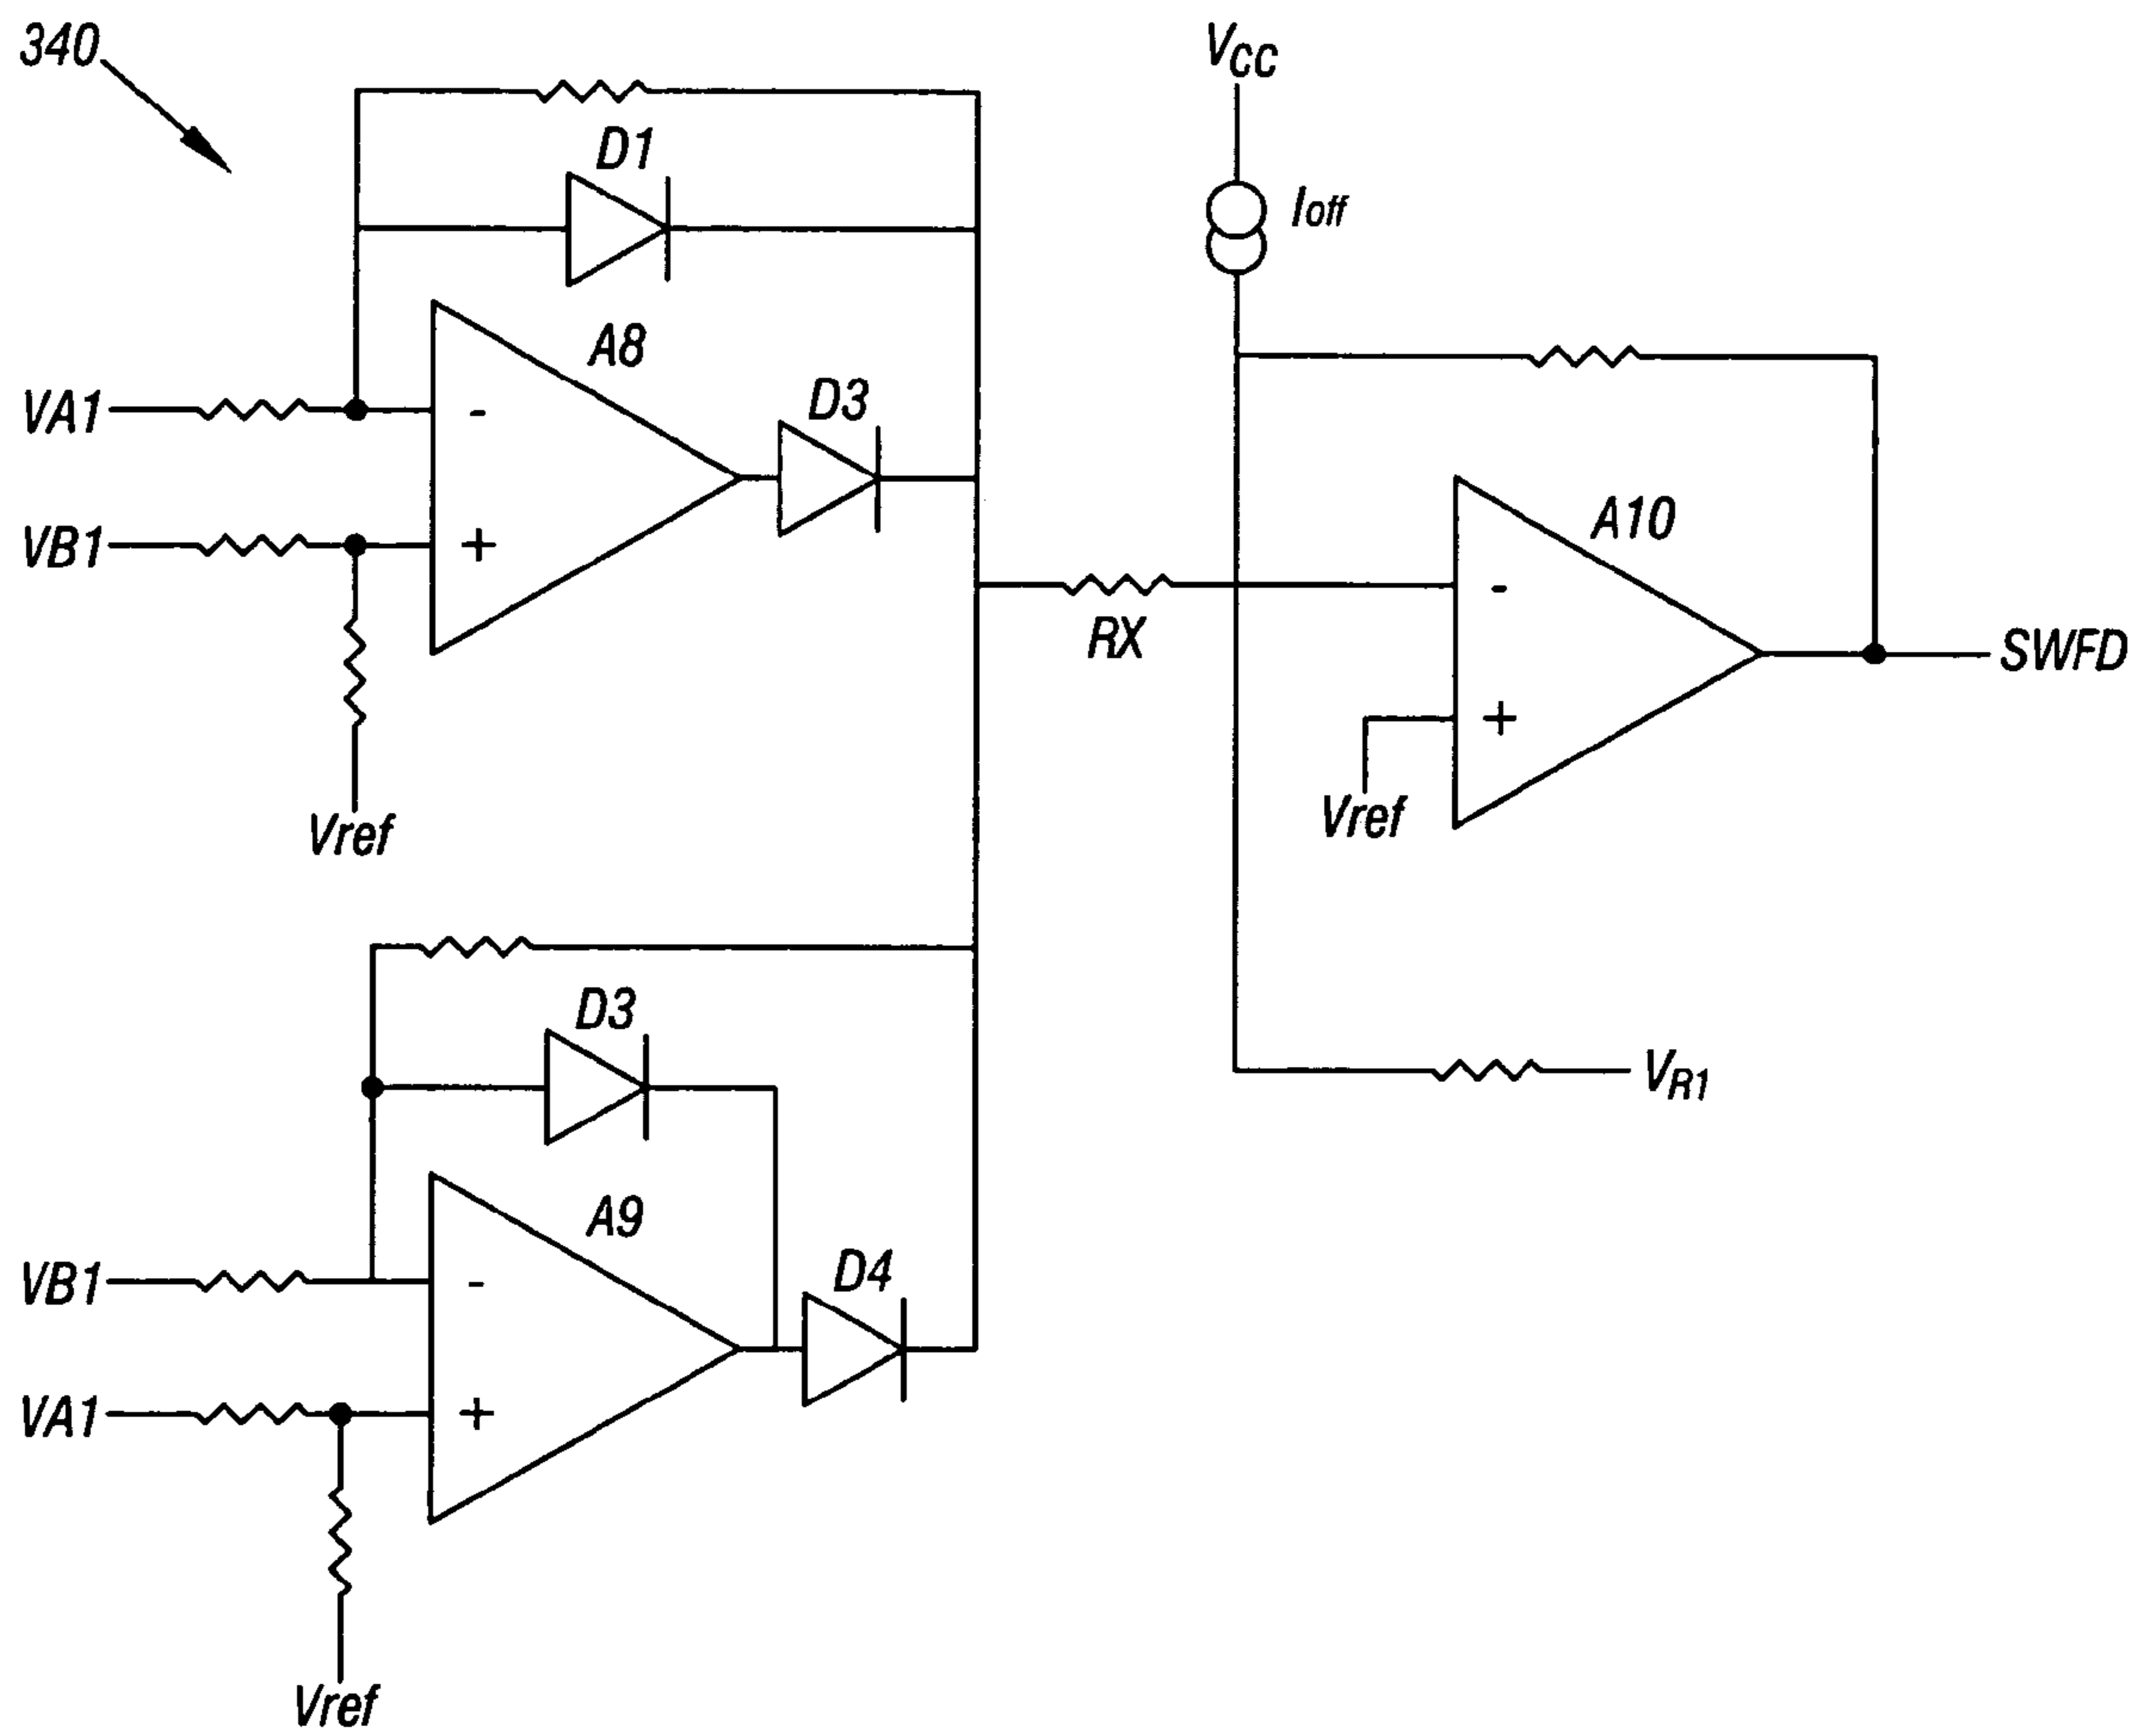 340
VCC
Ioff
D1
A8
VA1
-
D3
VB1
+
A10
-
RX
SWFD
+
Vref
Vref
D3
VR1
A9
VB1
-
D4
VA1
+
Vref